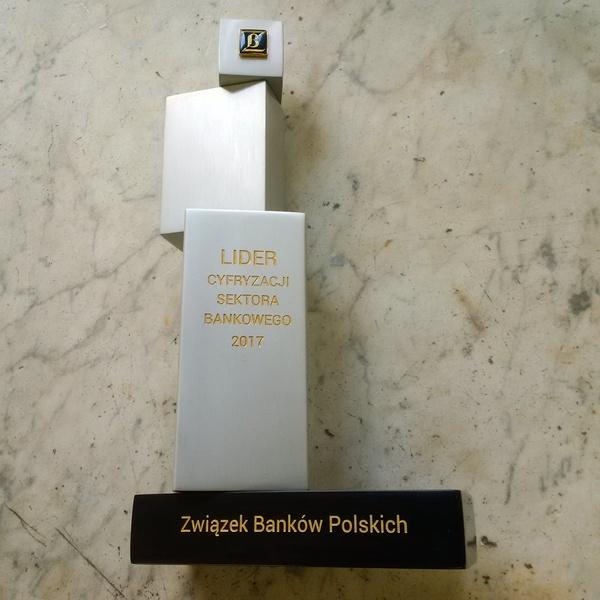 LIDER
CYFRYZACJI
SEKTORA
BANKOWEGO
2017
Związek Banków Polskich